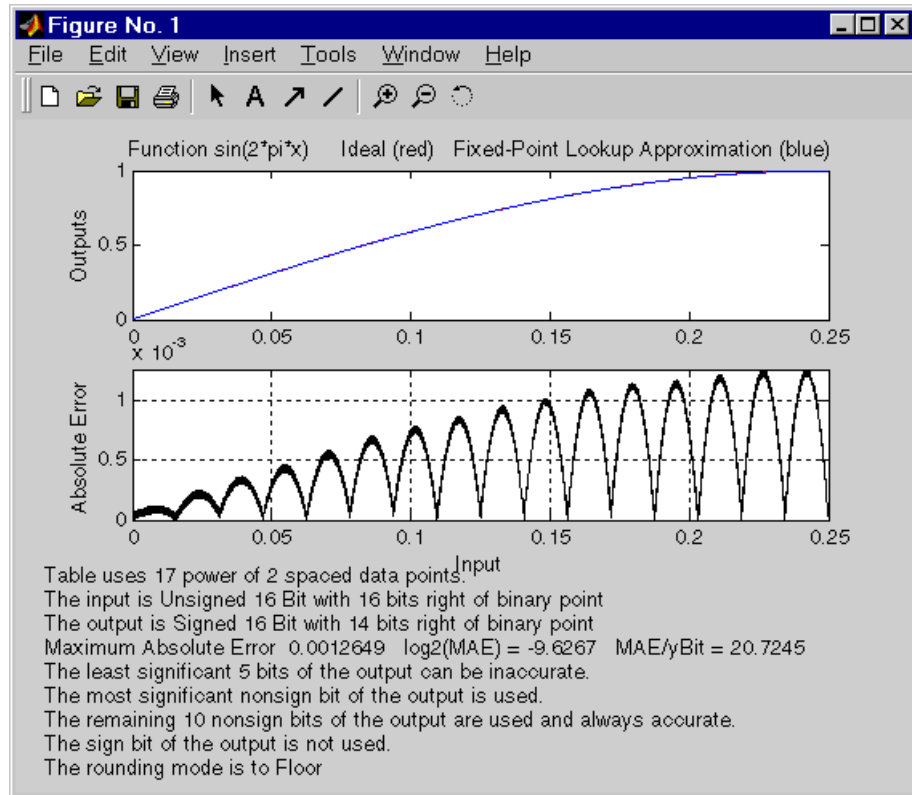 Figure No. 1
File Edit View Insert Tools Window Help
A
Function sin(2*pi*x) Ideal (red) Fixed-Point Lookup Approximation (blue)
1
0.5
0
Outputs
0 0.05 0.1 0.15 0.2 0.25
x 10-3
1
0.5
0
Absolute Error
0 0.05 0.1 0.15 0.2 0.25
Input
Table uses 17 power of 2 spaced data points.
The input is Unsigned 16 Bit with 16 bits right of binary point
The output is Signed 16 Bit with 14 bits right of binary point
Maximum Absolute Error 0.0012649 log2(MAE) = -9.6267 MAE/yBit = 20.7245
The least significant 5 bits of the output can be inaccurate.
The most significant nonsign bit of the output is used.
The remaining 10 nonsign bits of the output are used and always accurate.
The sign bit of the output is not used.
The rounding mode is to Floor